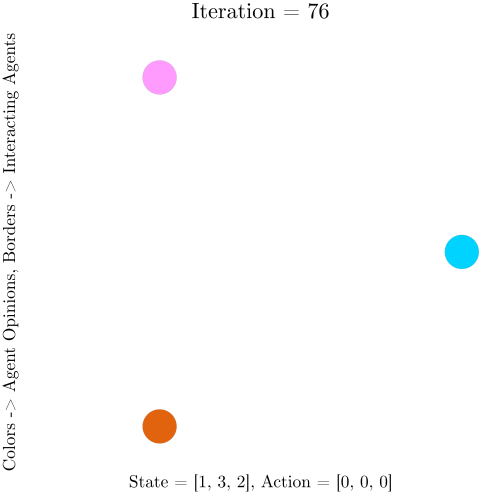 Iteration = 76
Colors -> Agent Opinions, Borders -> Interacting Agents
State = [1, 3, 2], Action = [0, 0, 0]